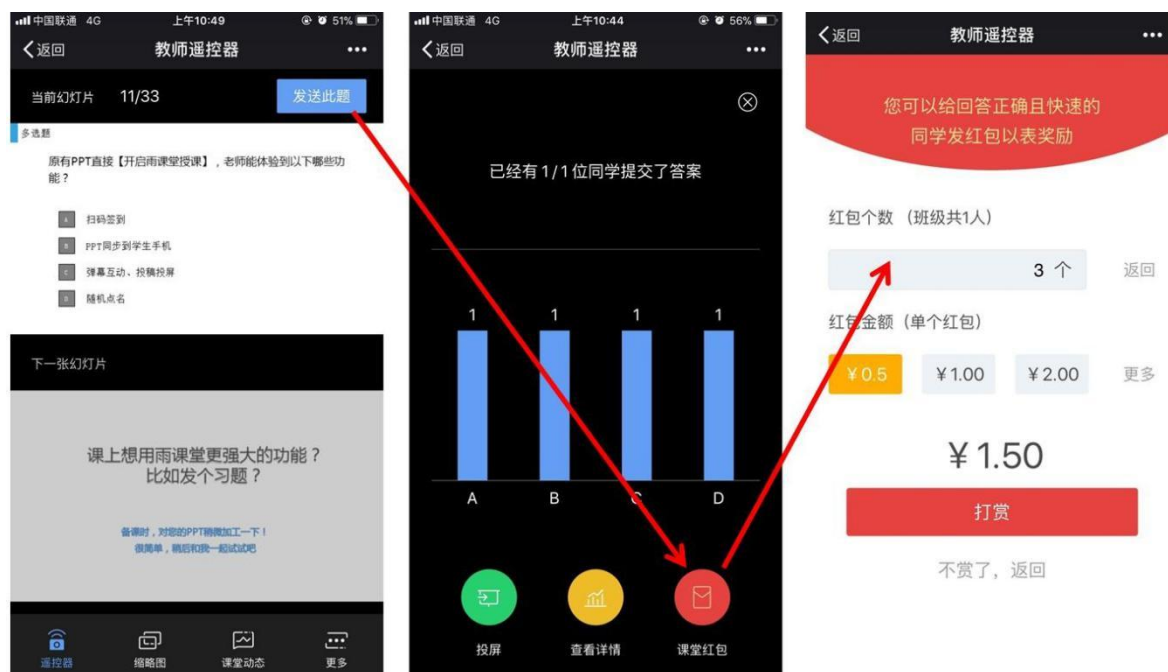 中国联通 4G 上午10:49 51%
返回 教师遥控器
当前幻灯片 11/33 发送此题
多选题
原有PPT直接【开启雨课堂授课】，老师能体验到以下哪些功
能？
A 扫码签到
B PPT同步到学生手机
C 弹幕互动、投稿投屏
D 随机点名
下一张幻灯片
课上想用雨课堂更强大的功能？
比如发个习题？
备课时，对您的PPT稍微加工一下！
很简单，稍后和我一起试试吧
遥控器 缩略图 课堂动态 更多
中国联通 4G 上午10:44 56%
返回 教师遥控器
已经有1/1位同学提交了答案
1 1 1 1
A B C D
投屏 查看详情 课堂红包
返回 教师遥控器
您可以给回答正确且快速的
同学发红包以表奖励
红包个数 （班级共1人）
3 个 返回
红包金额（单个红包）
￥0.5 ￥1.00 ￥2.00 更多
￥1.50
打赏
不赏了，返回